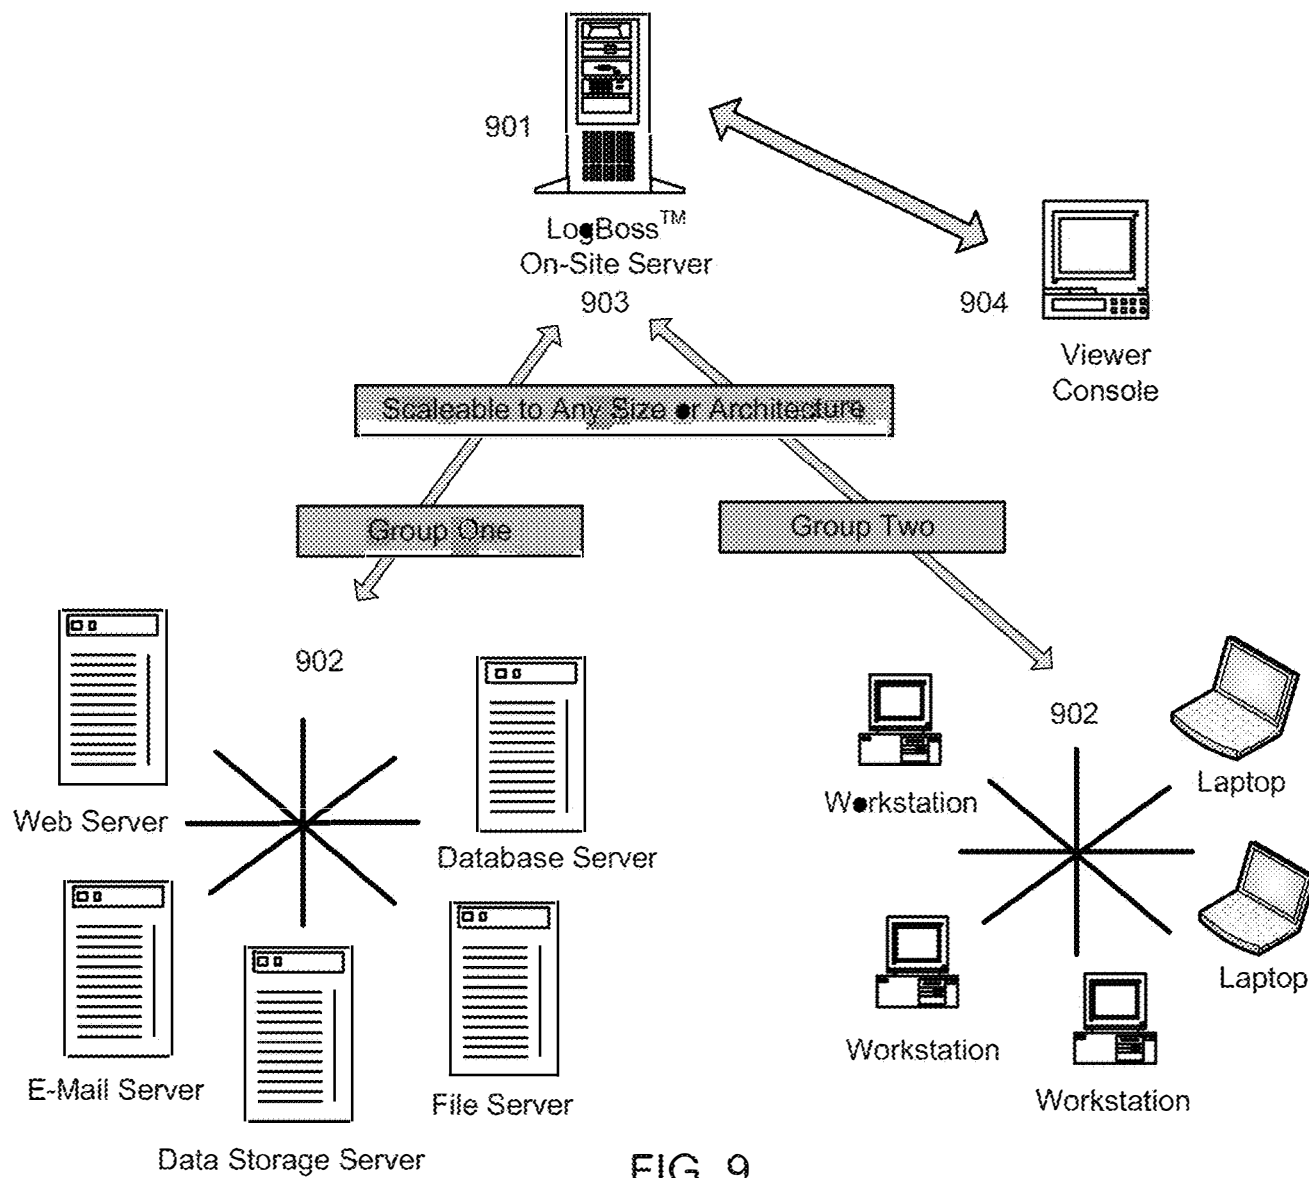 901
LogBoss™
On-Site Server
903
904
Viewer
Console
Scaleable to Any Size or Architecture
Group One
Group Two
902
902
Web Server
Database Server
Workstation
Laptop
E-Mail Server
File Server
Data Storage Server
Workstation
Laptop
Workstation
FIG. 9